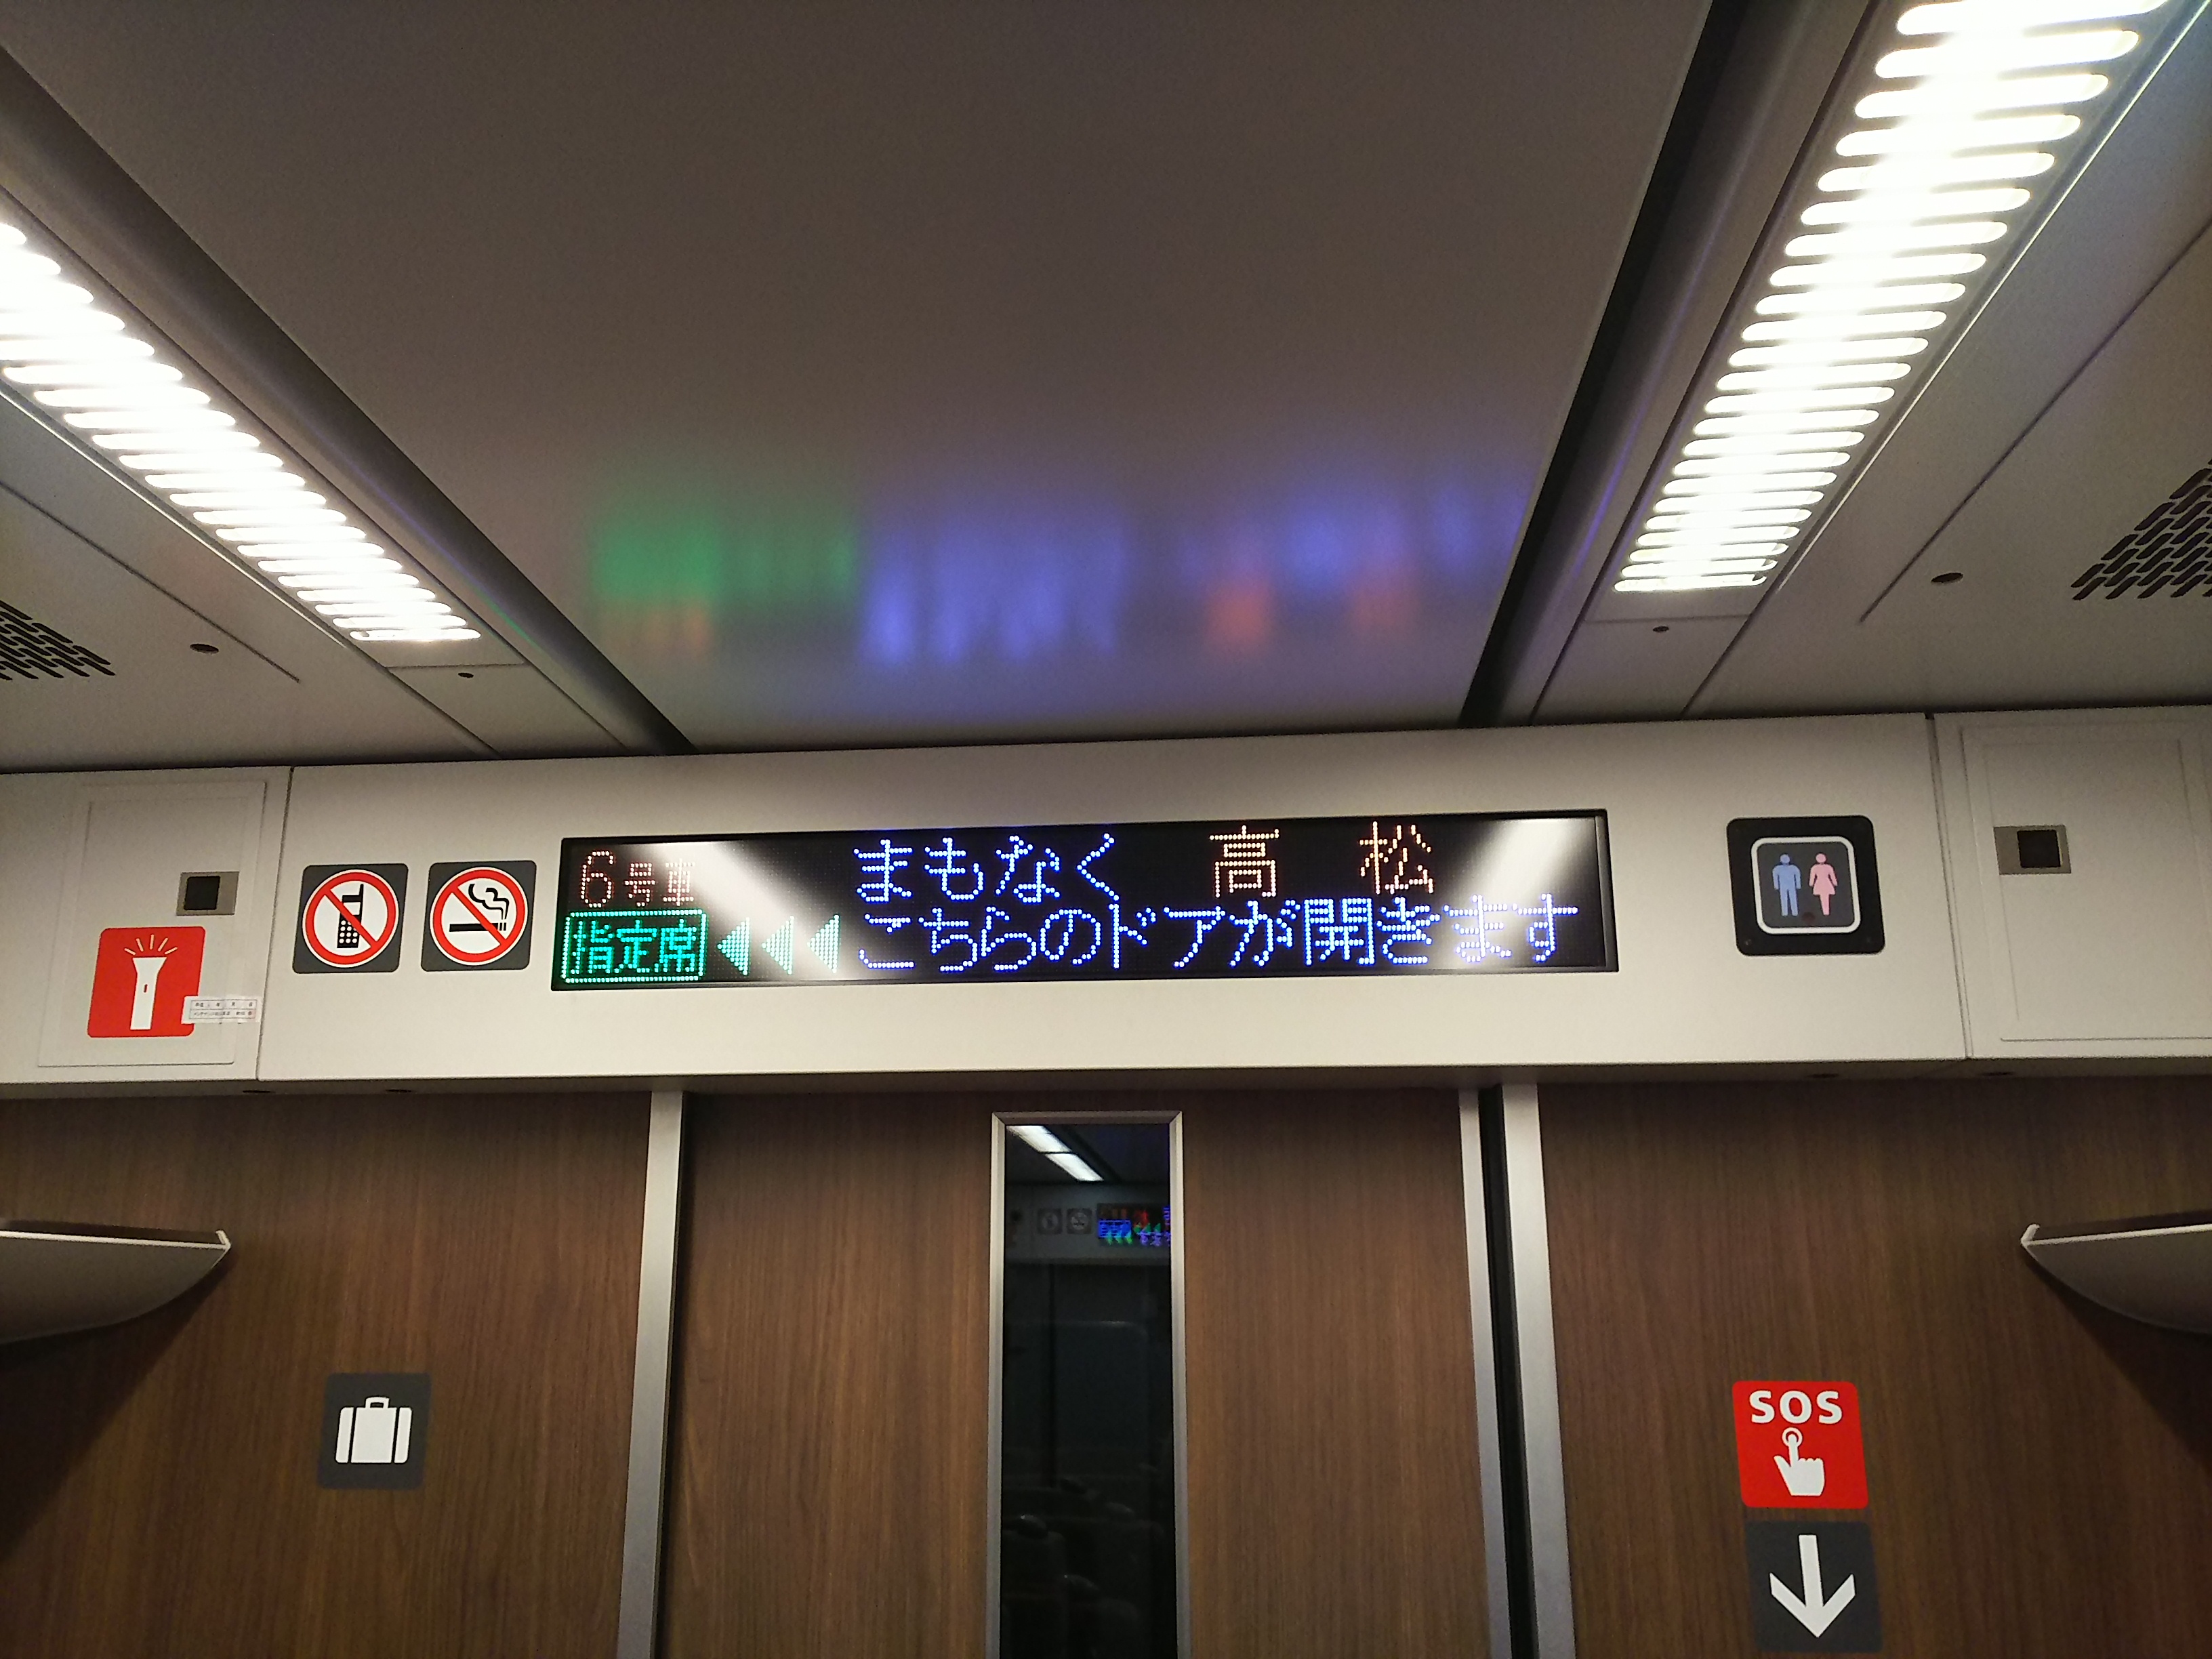 6号車
指定席
まもなく 高 松
こちらのドアが開きます
SOS